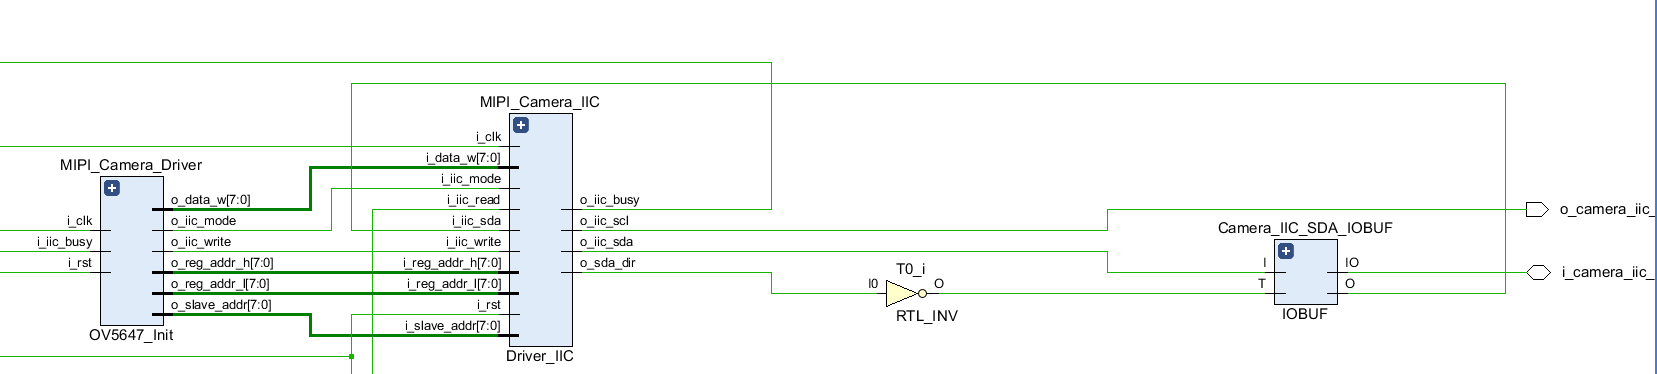 MIPI_Camera_IIC
i_clk
i_data_w[7:0]
i_iic_mode
i_iic_read
i_iic_sda
i_iic_write
i_reg_addr_h[7:0]
i_reg_addr_l[7:0]
i_rst
i_slave_addr[7:0]
o_iic_busy
o_iic_scl
o_iic_sda
o_sda_dir
Driver_IIC
MIPI_Camera_Driver
i_clk
i_iic_busy
i_rst
o_data_w[7:0]
o_iic_mode
o_iic_write
o_reg_addr_h[7:0]
o_reg_addr_l[7:0]
o_slave_addr[7:0]
OV5647_Init
T0_i
I0
O
RTL_INV
Camera_IIC_SDA_IOBUF
I
T
IO
O
IOBUF
o_camera_iic_
i_camera_iic_